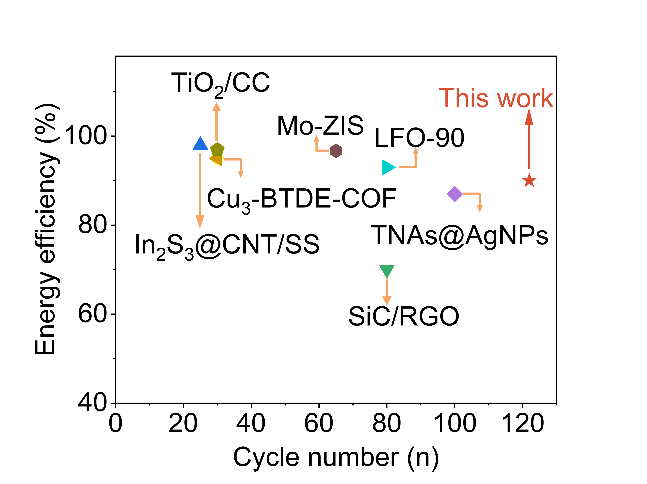 TiO₂/CC
This work
Mo-ZIS
LFO-90
Cu₃-BTDE-COF
In₂S₃@CNT/SS
TNAs@AgNPs
SiC/RGO
Energy efficiency (%)
100
80
60
40
0 20 40 60 80 100 120
Cycle number (n)